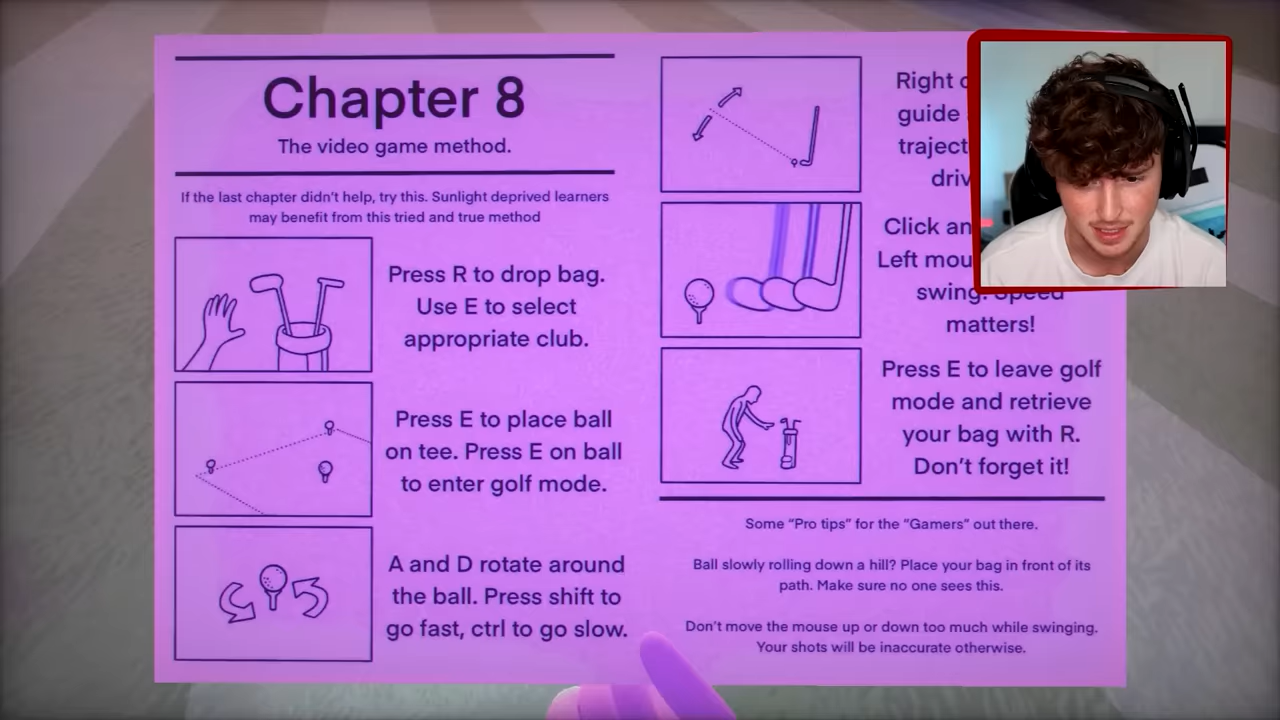 Chapter 8
The video game method.
If the last chapter didn't help, try this. Sunlight deprived learners
may benefit from this tried and true method
Press R to drop bag.
Use E to select
appropriate club.
Press E to place ball
on tee. Press E on ball
to enter golf mode.
A and D rotate around
the ball. Press shift to
go fast, ctrl to go slow.
Right
guide
Click
Left
swing. Speed
matters!
Press E to leave golf
mode and retrieve
your bag with R.
Don't forget it!
Some “Pro tips” for the “Gamers” out there.
Ball slowly rolling down a hill? Place your bag in front of its
path. Make sure no one sees this.
Don't move the mouse up or down too much while swinging.
Your shots will be inaccurate otherwise.